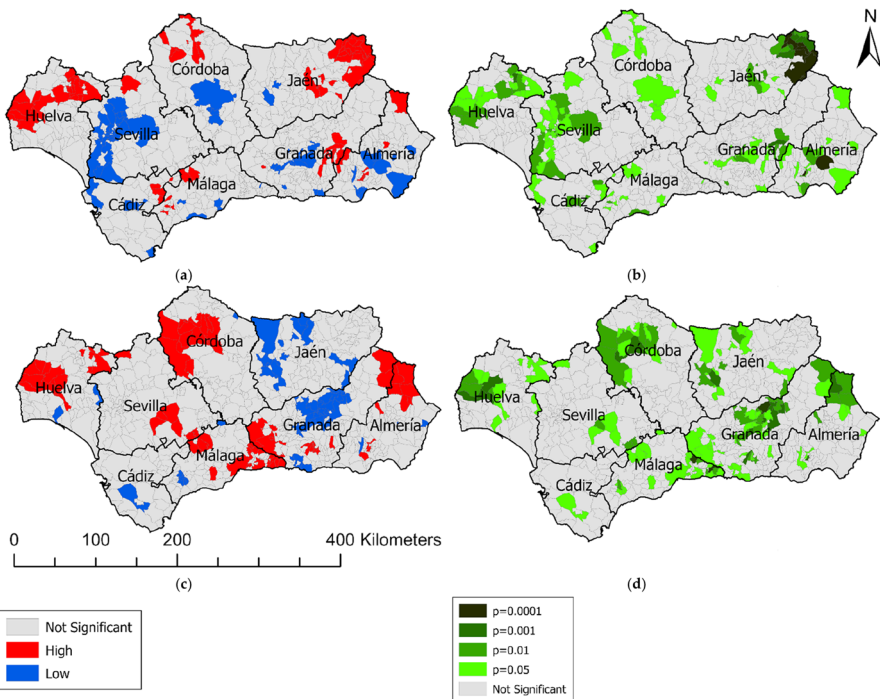 N
Córdoba
Jaén
Huelva
Sevilla
Granada
Almería
Málaga
Cádiz
(a)
Córdoba
Jaén
Huelva
Sevilla
Granada
Almería
Málaga
Cádiz
(b)
Córdoba
Jaén
Huelva
Sevilla
Granada
Almería
Málaga
Cádiz
0 100 200 400 Kilometers
(c)
Córdoba
Jaén
Huelva
Sevilla
Granada
Almería
Málaga
Cádiz
(d)
Not Significant
High
Low
p=0.0001
p=0.001
p=0.01
p=0.05
Not Significant